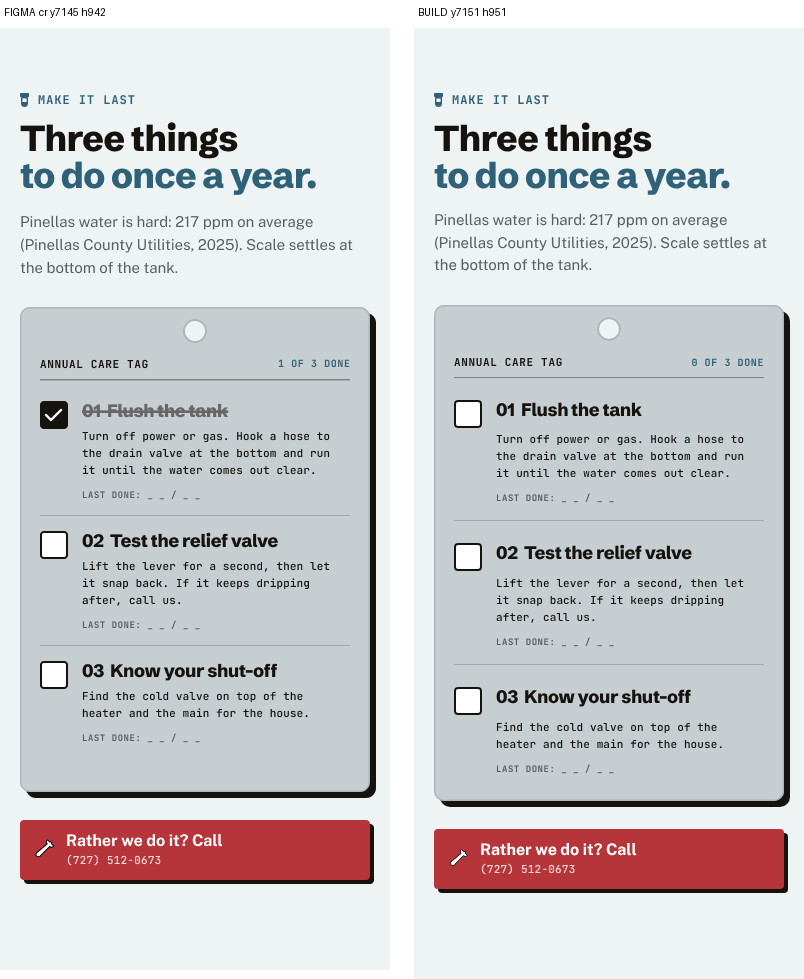 FIGMA cr y7145 h942
MAKE IT LAST
Three things
to do once a year.
Pinellas water is hard: 217 ppm on average
(Pinellas County Utilities, 2025). Scale settles at
the bottom of the tank.
ANNUAL CARE TAG
1 OF 3 DONE
01 Flush the tank
Turn off power or gas. Hook a hose to
the drain valve at the bottom and run
it until the water comes out clear.
LAST DONE: _ _ / _ _
02 Test the relief valve
Lift the lever for a second, then let
it snap back. If it keeps dripping
after, call us.
LAST DONE: _ _ / _ _
03 Know your shut-off
Find the cold valve on top of the
heater and the main for the house.
LAST DONE: _ _ / _ _
Rather we do it? Call
(727) 512-0673
BUILD y7151 h951
MAKE IT LAST
Three things
to do once a year.
Pinellas water is hard: 217 ppm on average
(Pinellas County Utilities, 2025). Scale settles at
the bottom of the tank.
ANNUAL CARE TAG
0 OF 3 DONE
01 Flush the tank
Turn off power or gas. Hook a hose to
the drain valve at the bottom and run
it until the water comes out clear.
LAST DONE: _ _ / _ _
02 Test the relief valve
Lift the lever for a second, then let
it snap back. If it keeps dripping
after, call us.
LAST DONE: _ _ / _ _
03 Know your shut-off
Find the cold valve on top of the
heater and the main for the house.
LAST DONE: _ _ / _ _
Rather we do it? Call
(727) 512-0673